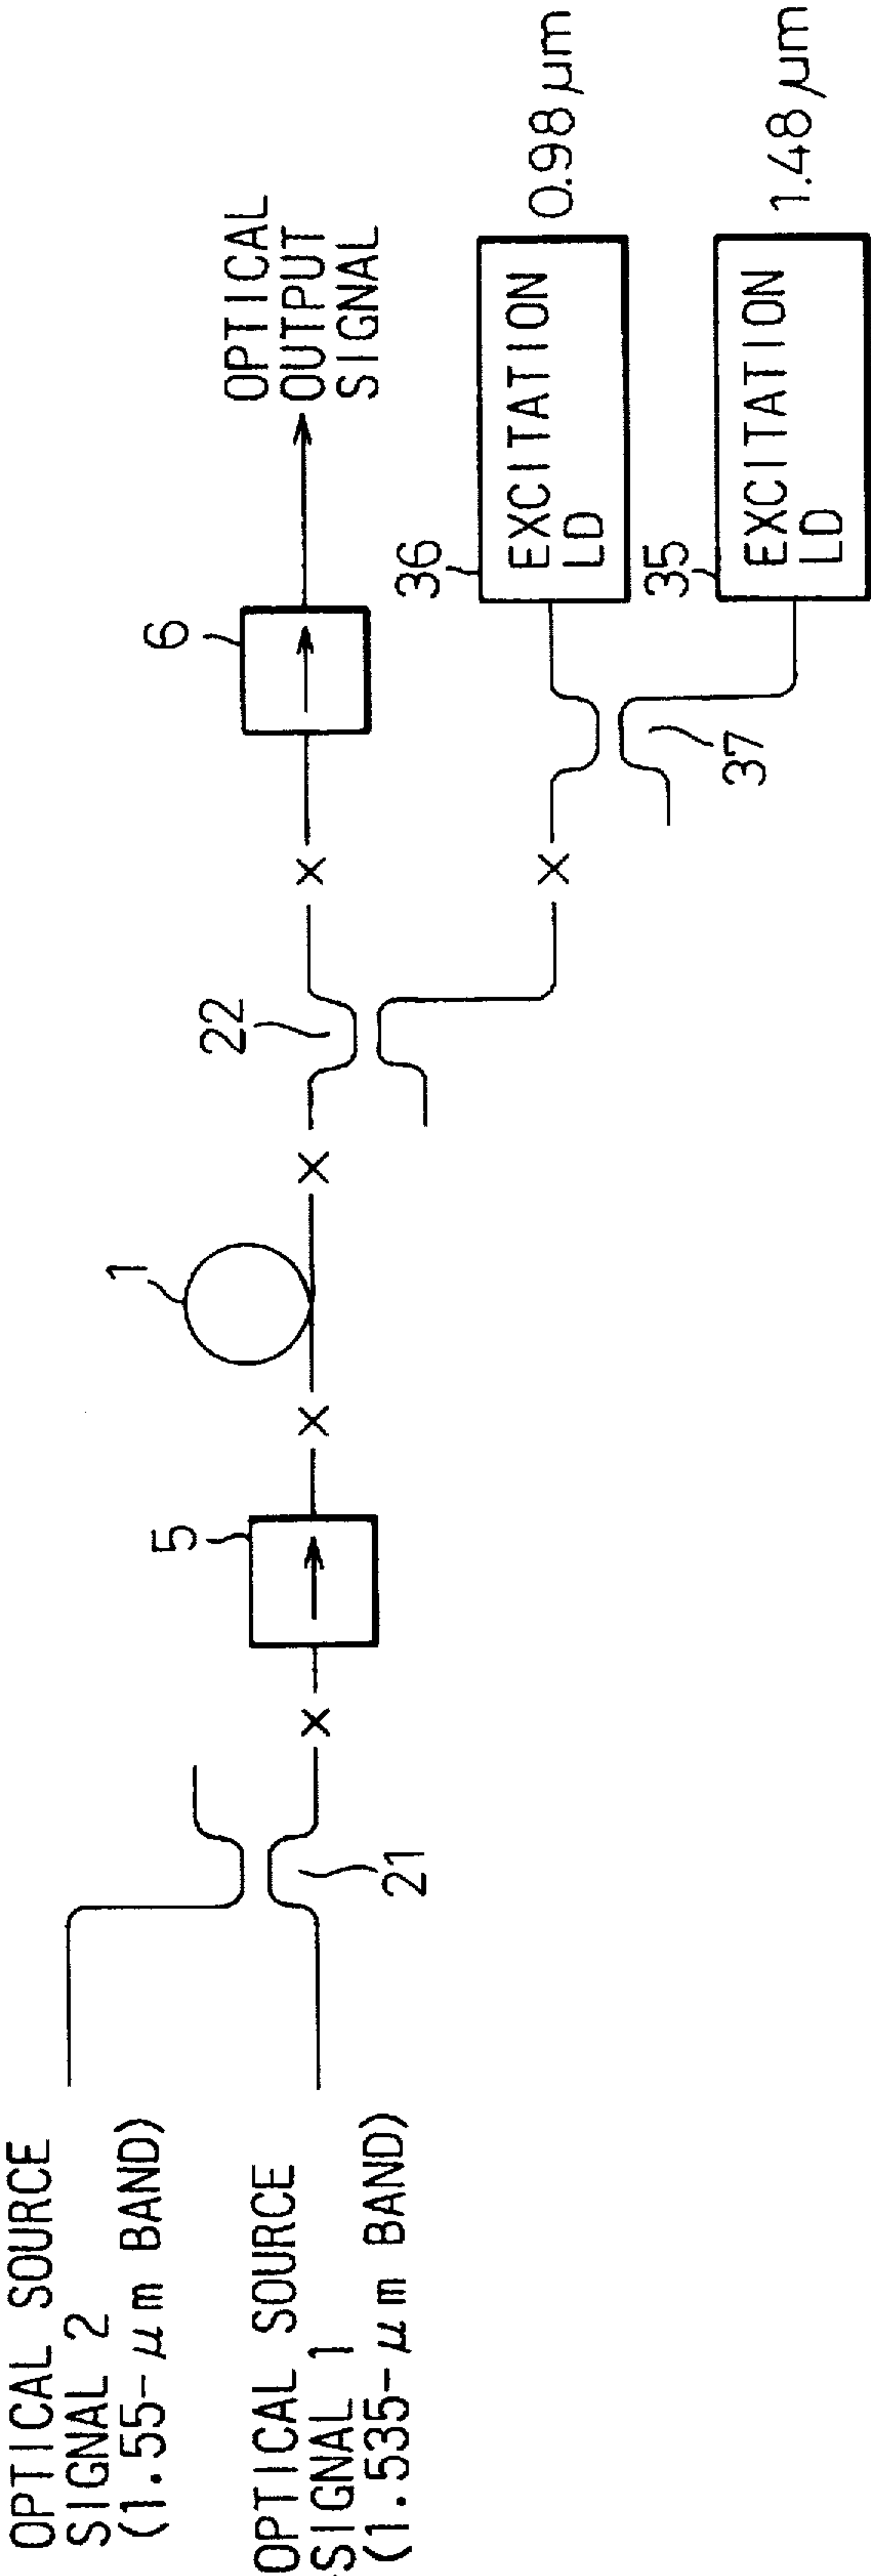 OPTICAL SOURCE
SIGNAL 2
(1.55-μm BAND)
OPTICAL SOURCE
SIGNAL 1
(1.535-μm BAND)
21
5
1
22
6
OPTICAL
OUTPUT
SIGNAL
36
EXCITATION
LD
0.98 μm
35
EXCITATION
LD
1.48 μm
37
x
x
x
x
x